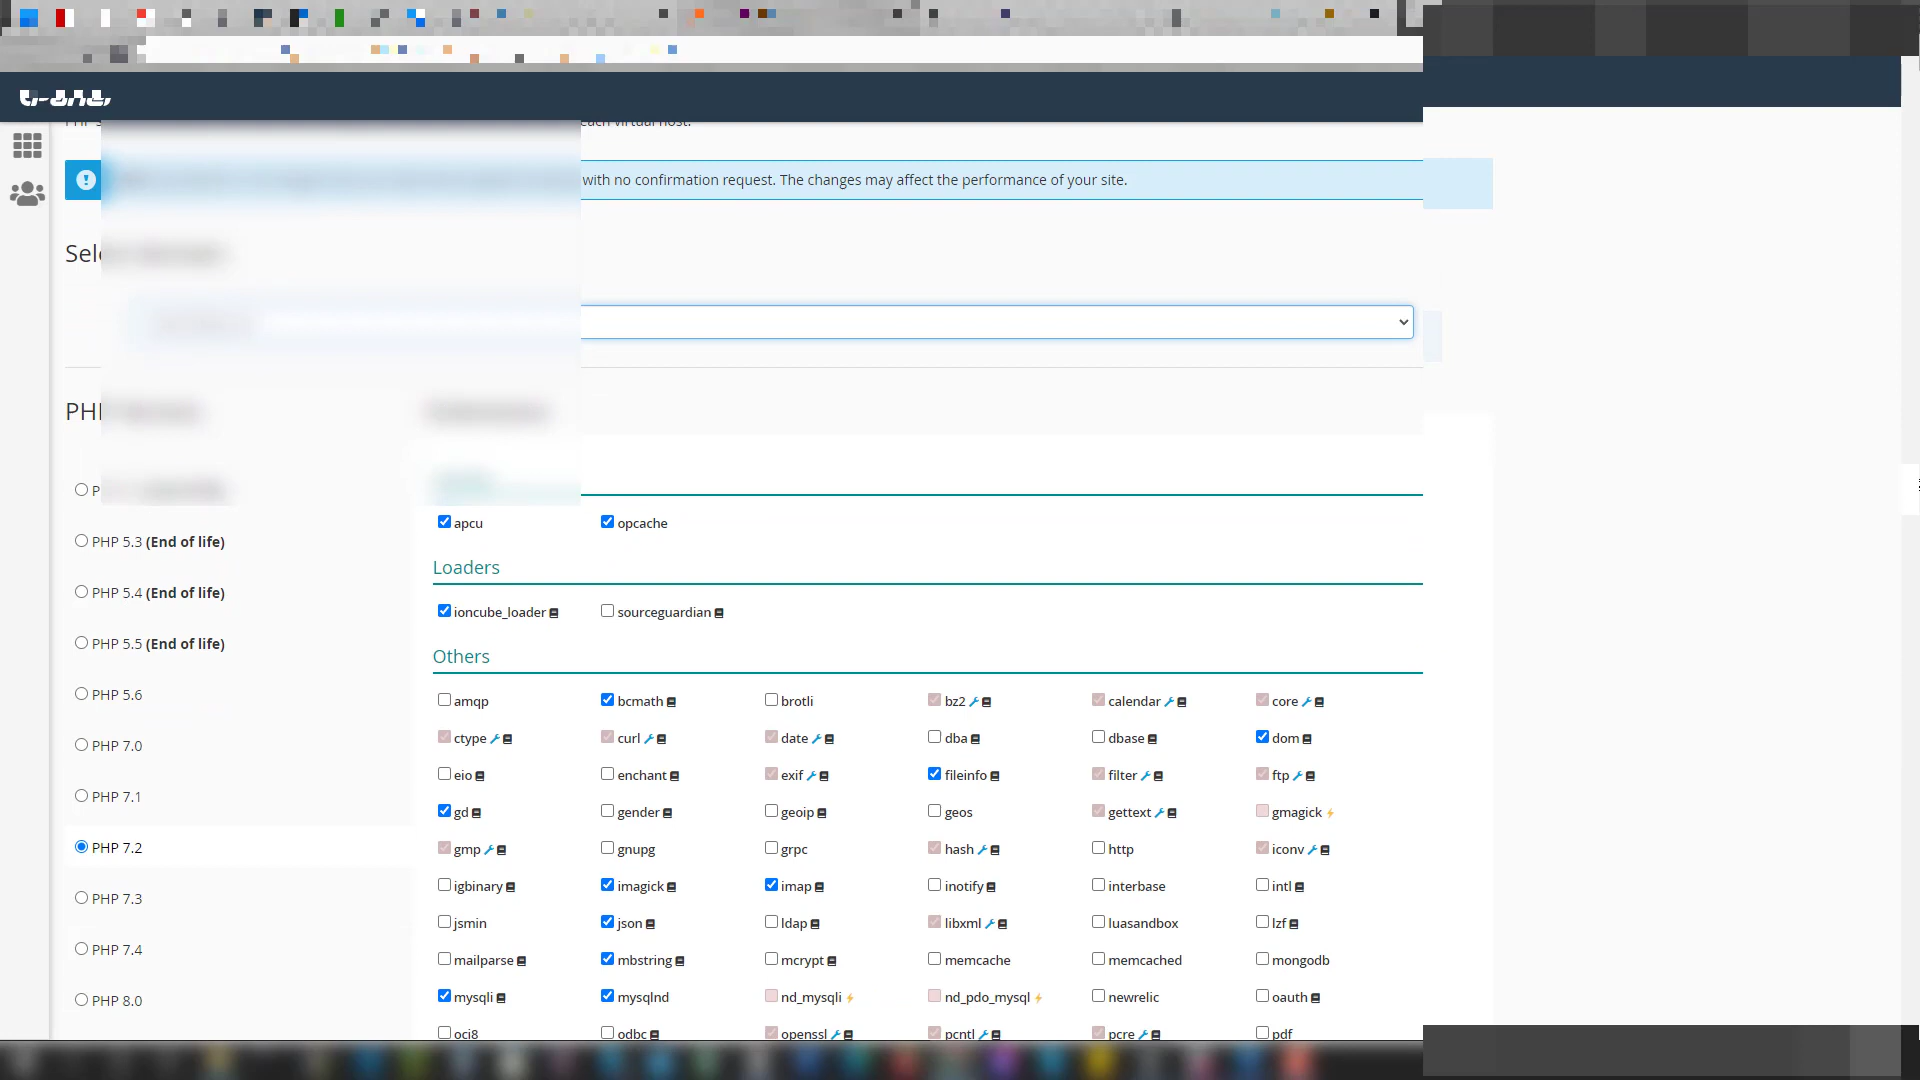 each virtual host.
with no confirmation request. The changes may affect the performance of your site.
PHP 5.3 (End of life)
PHP 5.4 (End of life)
PHP 5.5 (End of life)
PHP 5.6
PHP 7.0
PHP 7.1
PHP 7.2
PHP 7.3
PHP 7.4
PHP 8.0
apcu opcache
Loaders
ioncube_loader sourceguardian
Others
amqp bcmath brotli bz2 calendar core
ctype curl date dba dbase dom
eio enchant exif fileinfo filter ftp
gd gender geoip geos gettext gmagick
gmp gnupg grpc hash http iconv
igbinary imagick imap inotify interbase intl
jsmin json ldap libxml luasandbox lzf
mailparse mbstring mcrypt memcache memcached mongodb
mysqli mysqlnd nd_mysqli nd_pdo_mysql newrelic oauth
oci8 odbc openssl pcntl pcre pdf